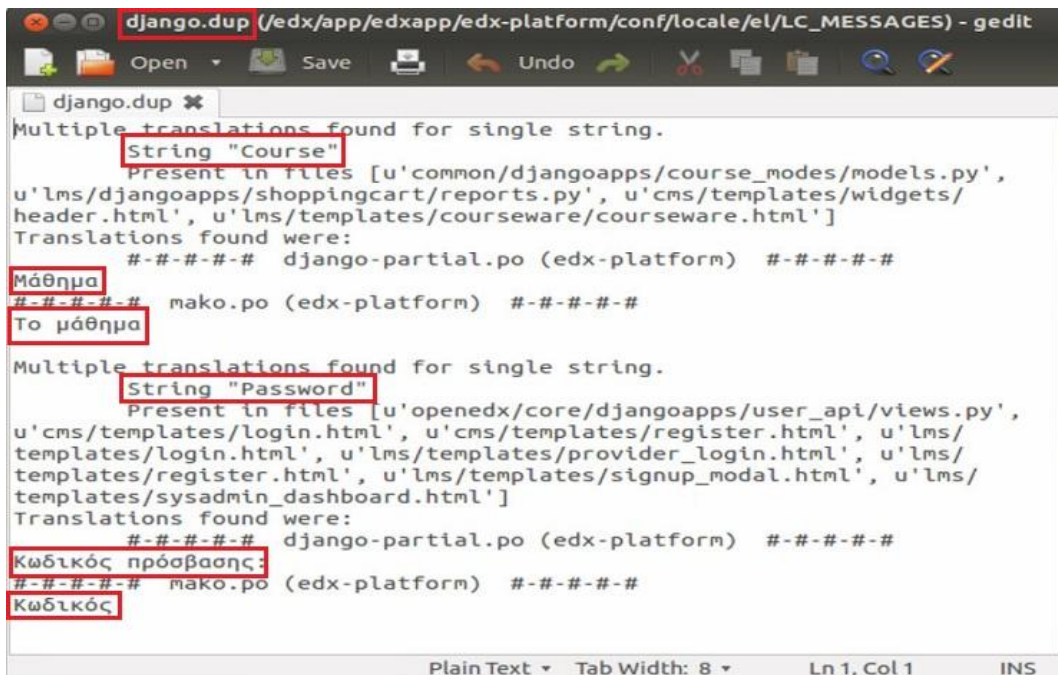 django.dup (/edx/app/edxapp/edx-platform/conf/locale/el/LC_MESSAGES) - gedit
Open Save Undo
django.dup
Multiple translations found for single string.
String "Course"
Present in files [u'common/djangoapps/course_modes/models.py',
u'lms/djangoapps/shoppingcart/reports.py', u'cms/templates/widgets/
header.html', u'lms/templates/courseware/courseware.html']
Translations found were:
#-#-#-#-# django-partial.po (edx-platform) #-#-#-#-#
Μάθημα
#-#-#-#-# mako.po (edx-platform) #-#-#-#-#
Το μάθημα
Multiple translations found for single string.
String "Password"
Present in files [u'openedx/core/djangoapps/user_api/views.py',
u'cms/templates/login.html', u'cms/templates/register.html', u'lms/
templates/login.html', u'lms/templates/provider_login.html', u'lms/
templates/register.html', u'lms/templates/signup_modal.html', u'lms/
templates/sysadmin_dashboard.html']
Translations found were:
#-#-#-#-# django-partial.po (edx-platform) #-#-#-#-#
Κωδικός πρόσβασης:
#-#-#-#-# mako.po (edx-platform) #-#-#-#-#
Κωδικός
Plain Text Tab Width: 8 Ln 1, Col 1 INS